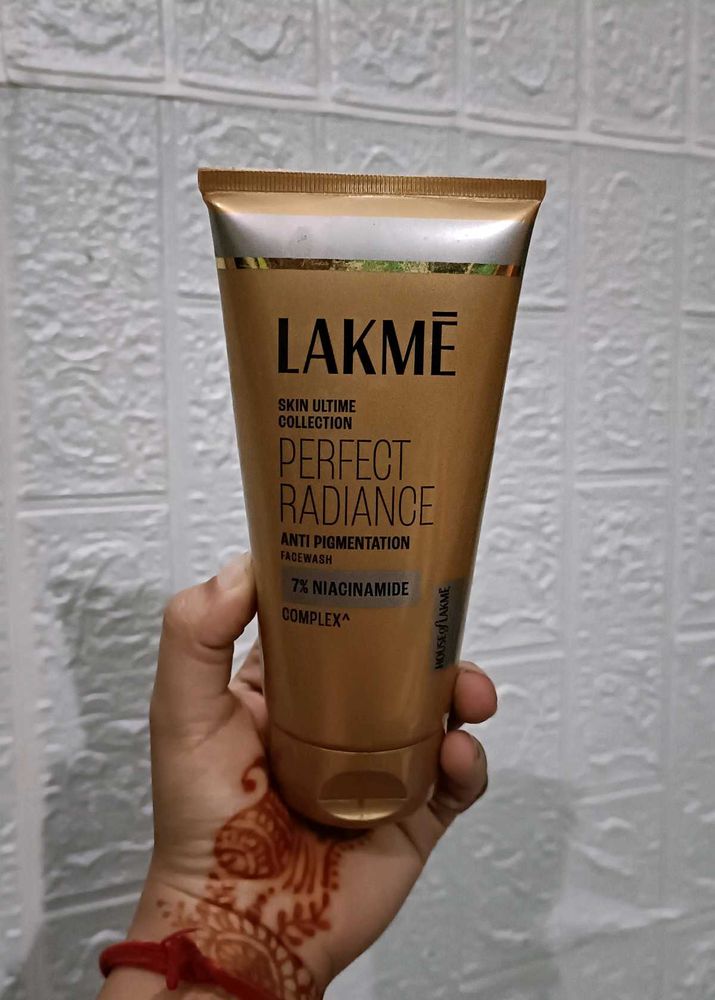 LAKMĒ
SKIN ULTIME
COLLECTION
PERFECT
RADIANCE
ANTI PIGMENTATION
FACEWASH
7% NIACINAMIDE
COMPLEX^
HOUSE of LAKMĒ